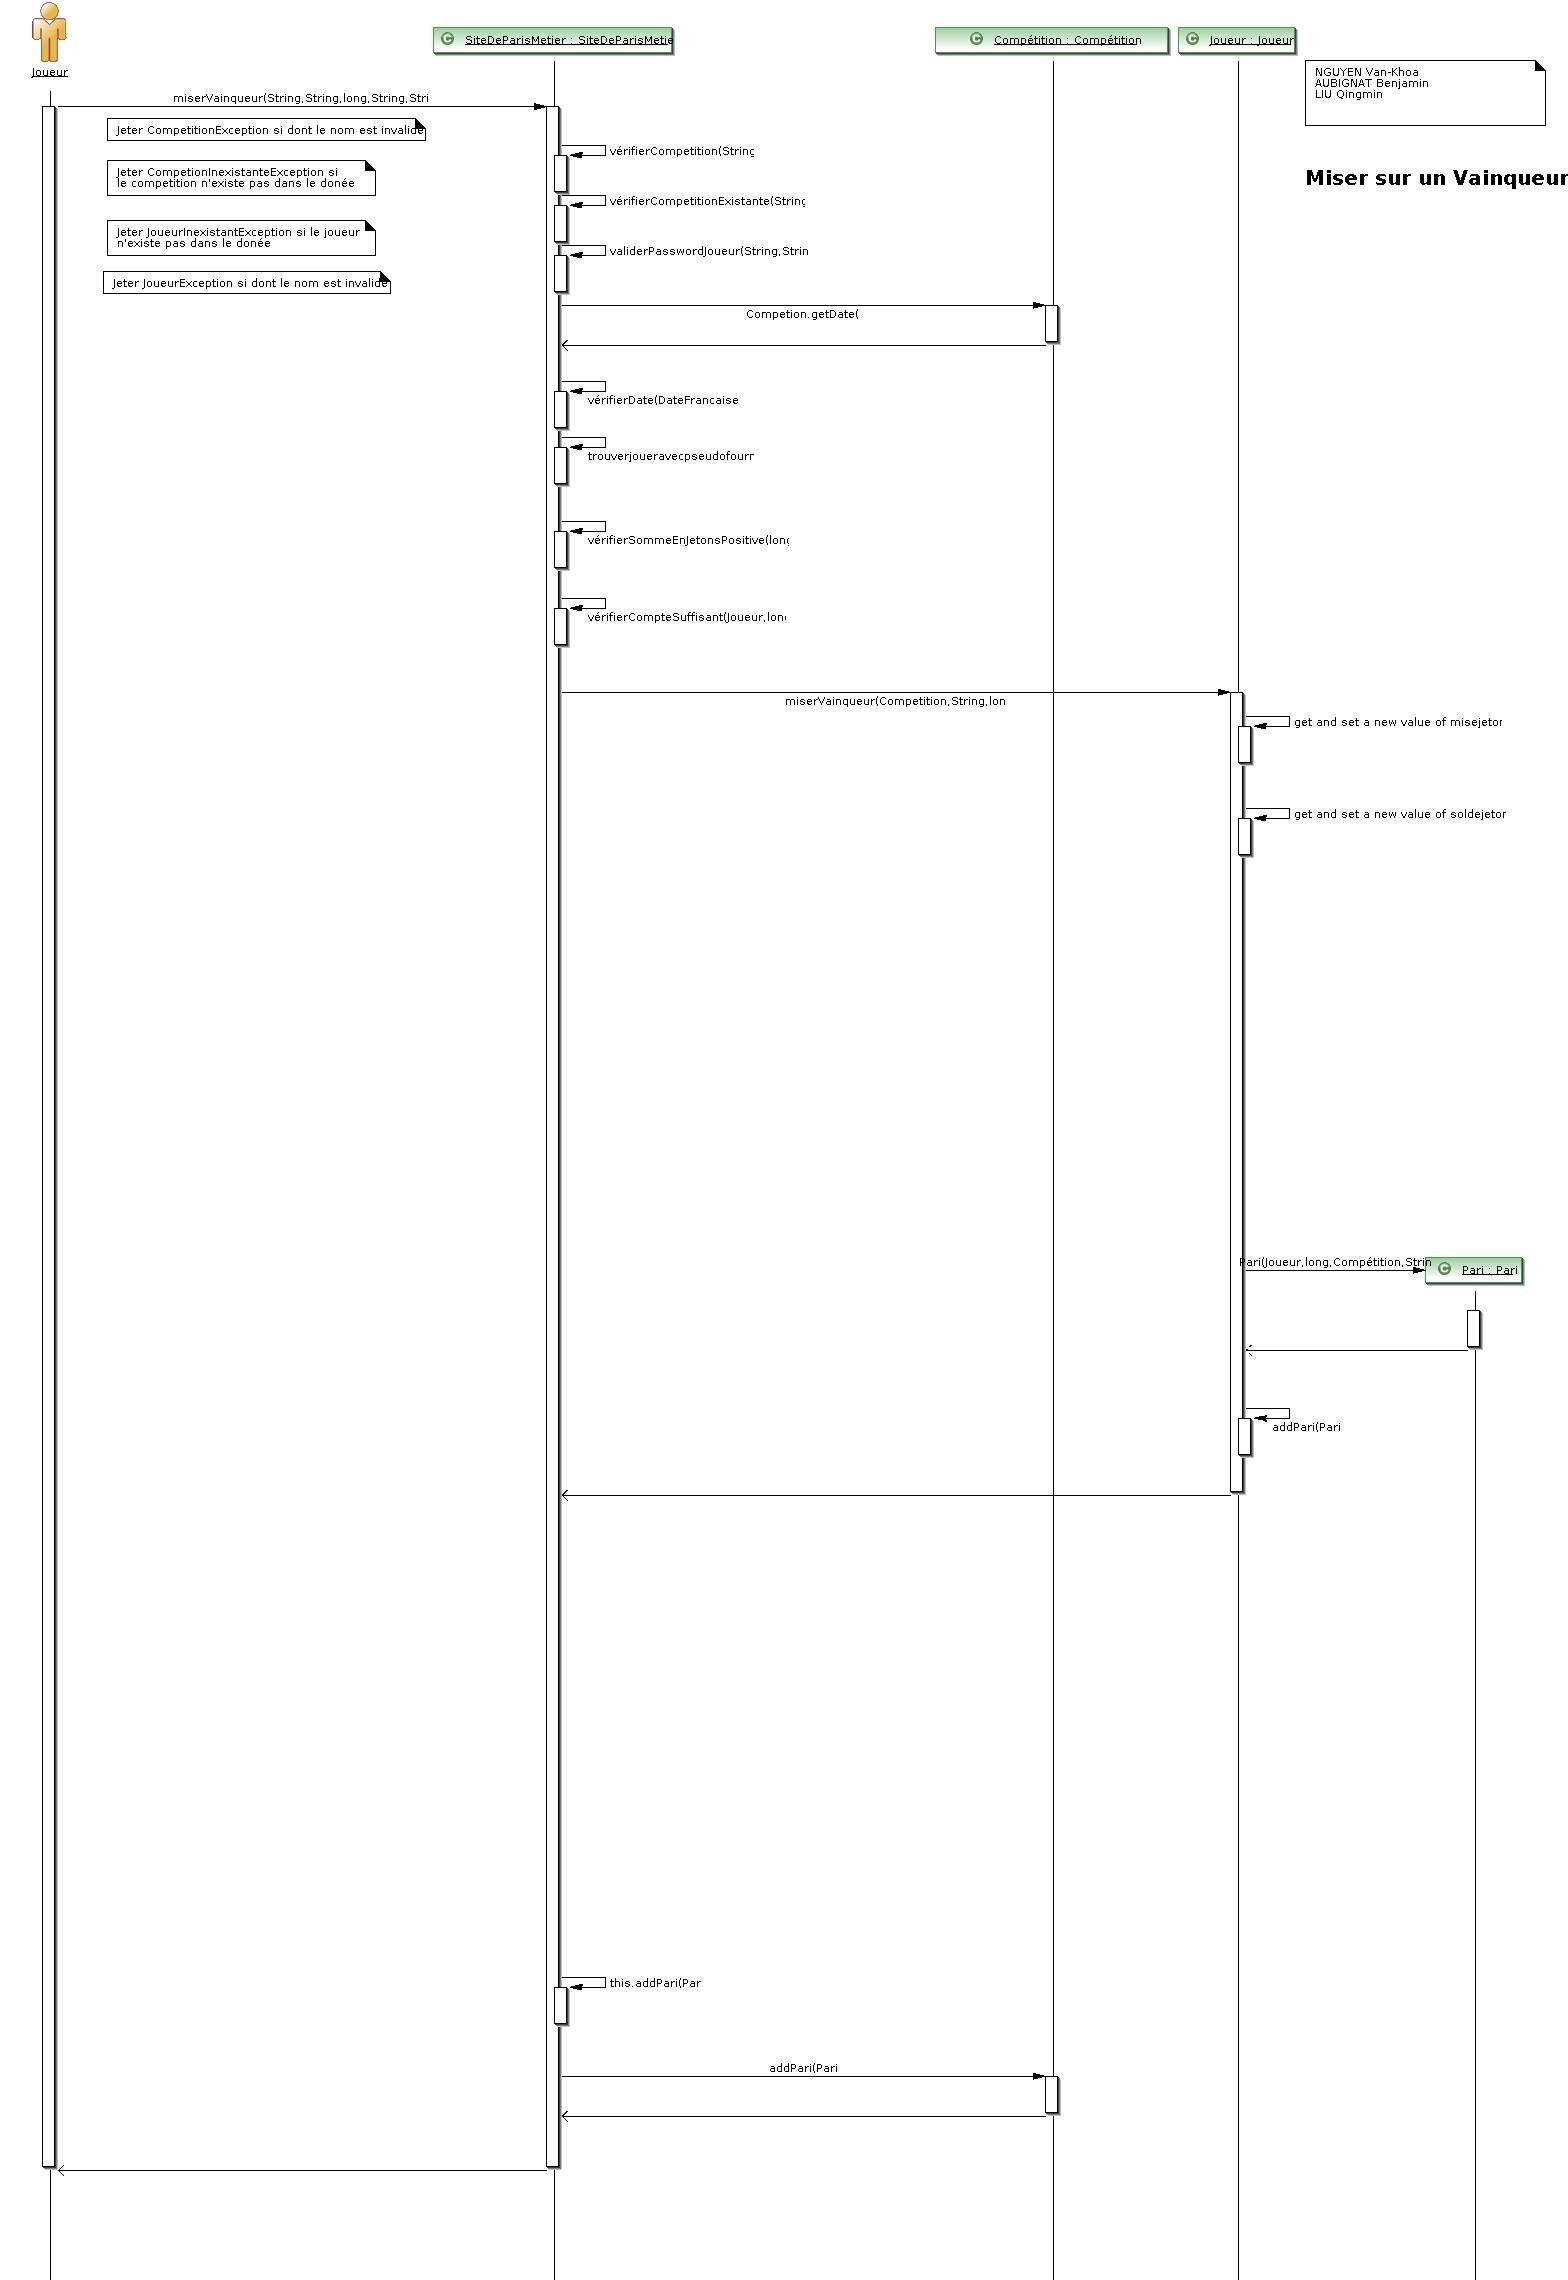 Joueur
SiteDeParisMetier : SiteDeParisMetie
Compétition : Compétition
Joueur : Joueur
NGUYEN Van-Khoa
AUBIGNAT Benjamin
LIU Qingmin
miserVainqueur(String,String,long,String,Stri
Jeter CompetitionException si dont le nom est invalide
vérifierCompetition(String
Jeter CompetionInexistanteException si
le competition n'existe pas dans le donée
Miser sur un Vainqueur
vérifierCompetitionExistante(String
Jeter JoueurInexistantException si le joueur
n'existe pas dans le donée
validerPasswordJoueur(String,Strin
Jeter JoueurException si dont le nom est invalide
Competion.getDate(
vérifierDate(DateFrancaise
trouverjoueravecpseudofourr
vérifierSommeEnJetonsPositive(long
vérifierCompteSuffisant(Joueur,lon
miserVainqueur(Competition,String,lon
get and set a new value of misejetor
get and set a new value of soldejetor
Pari(Joueur,long,Compétition,Strin
Pari : Pari
addPari(Pari
this.addPari(Par
addPari(Pari